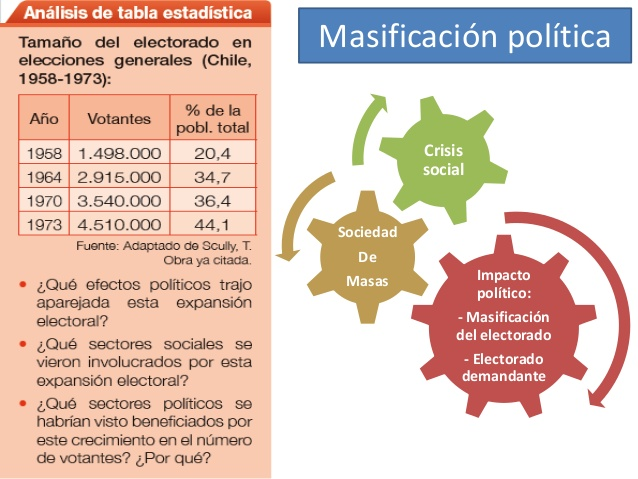 Análisis de tabla estadística
Tamaño del electorado en
elecciones generales (Chile,
1958-1973):
Año Votantes % de la
pobl. total
1958 1.498.000 20,4
1964 2.915.000 34,7
1970 3.540.000 36,4
1973 4.510.000 44,1
Fuente: Adaptado de Scully, T.
Obra ya citada.
• ¿Qué efectos políticos trajo
aparejada esta expansión
electoral?
• ¿Qué sectores sociales se
vieron involucrados por esta
expansión electoral?
• ¿Qué sectores políticos se
habrían visto beneficiados por
este crecimiento en el número
de votantes? ¿Por qué?
Masificación política
Crisis
social
Sociedad
De
Masas
Impacto
político:
- Masificación
del electorado
- Electorado
demandante